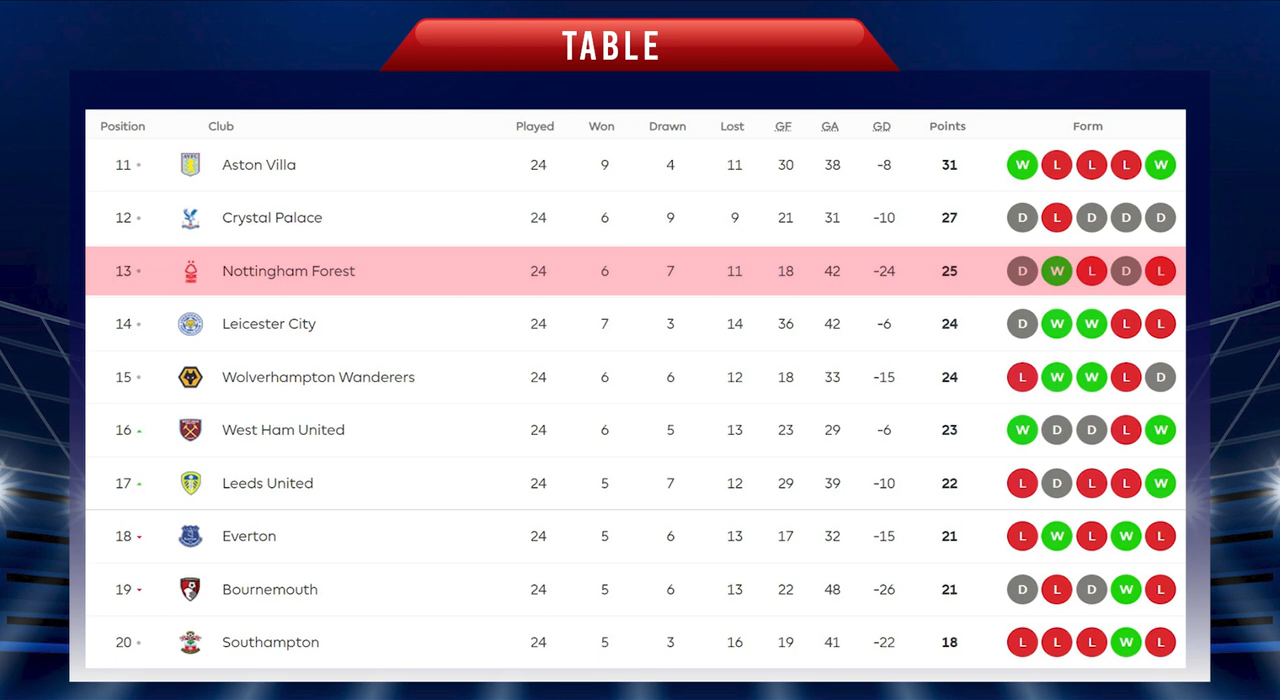 TABLE
Position Club Played Won Drawn Lost GF GA GD Points Form
11 Aston Villa 24 9 4 11 30 38 -8 31 W L L L W
12 Crystal Palace 24 6 9 9 21 31 -10 27 D L D D D
13 Nottingham Forest 24 6 7 11 18 42 -24 25 D W L D L
14 Leicester City 24 7 3 14 36 42 -6 24 D W W L L
15 Wolverhampton Wanderers 24 6 6 12 18 33 -15 24 L W W L D
16 West Ham United 24 6 5 13 23 29 -6 23 W D D L W
17 Leeds United 24 5 7 12 29 39 -10 22 L D L L W
18 Everton 24 5 6 13 17 32 -15 21 L W L W L
19 Bournemouth 24 5 6 13 22 48 -26 21 D L D W L
20 Southampton 24 5 3 16 19 41 -22 18 L L L W L